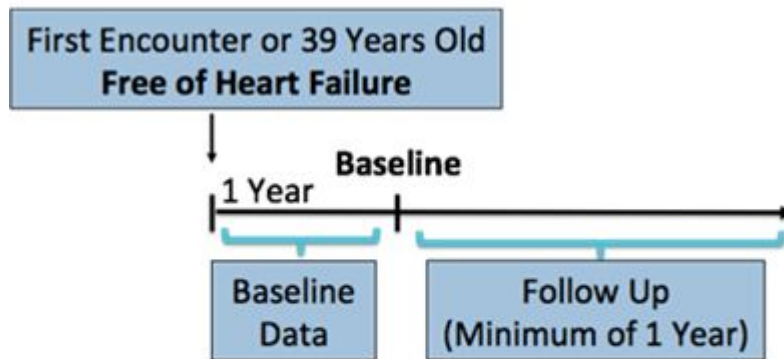 First Encounter or 39 Years Old
Free of Heart Failure
Baseline
1 Year
Baseline
Data
Follow Up
(Minimum of 1 Year)